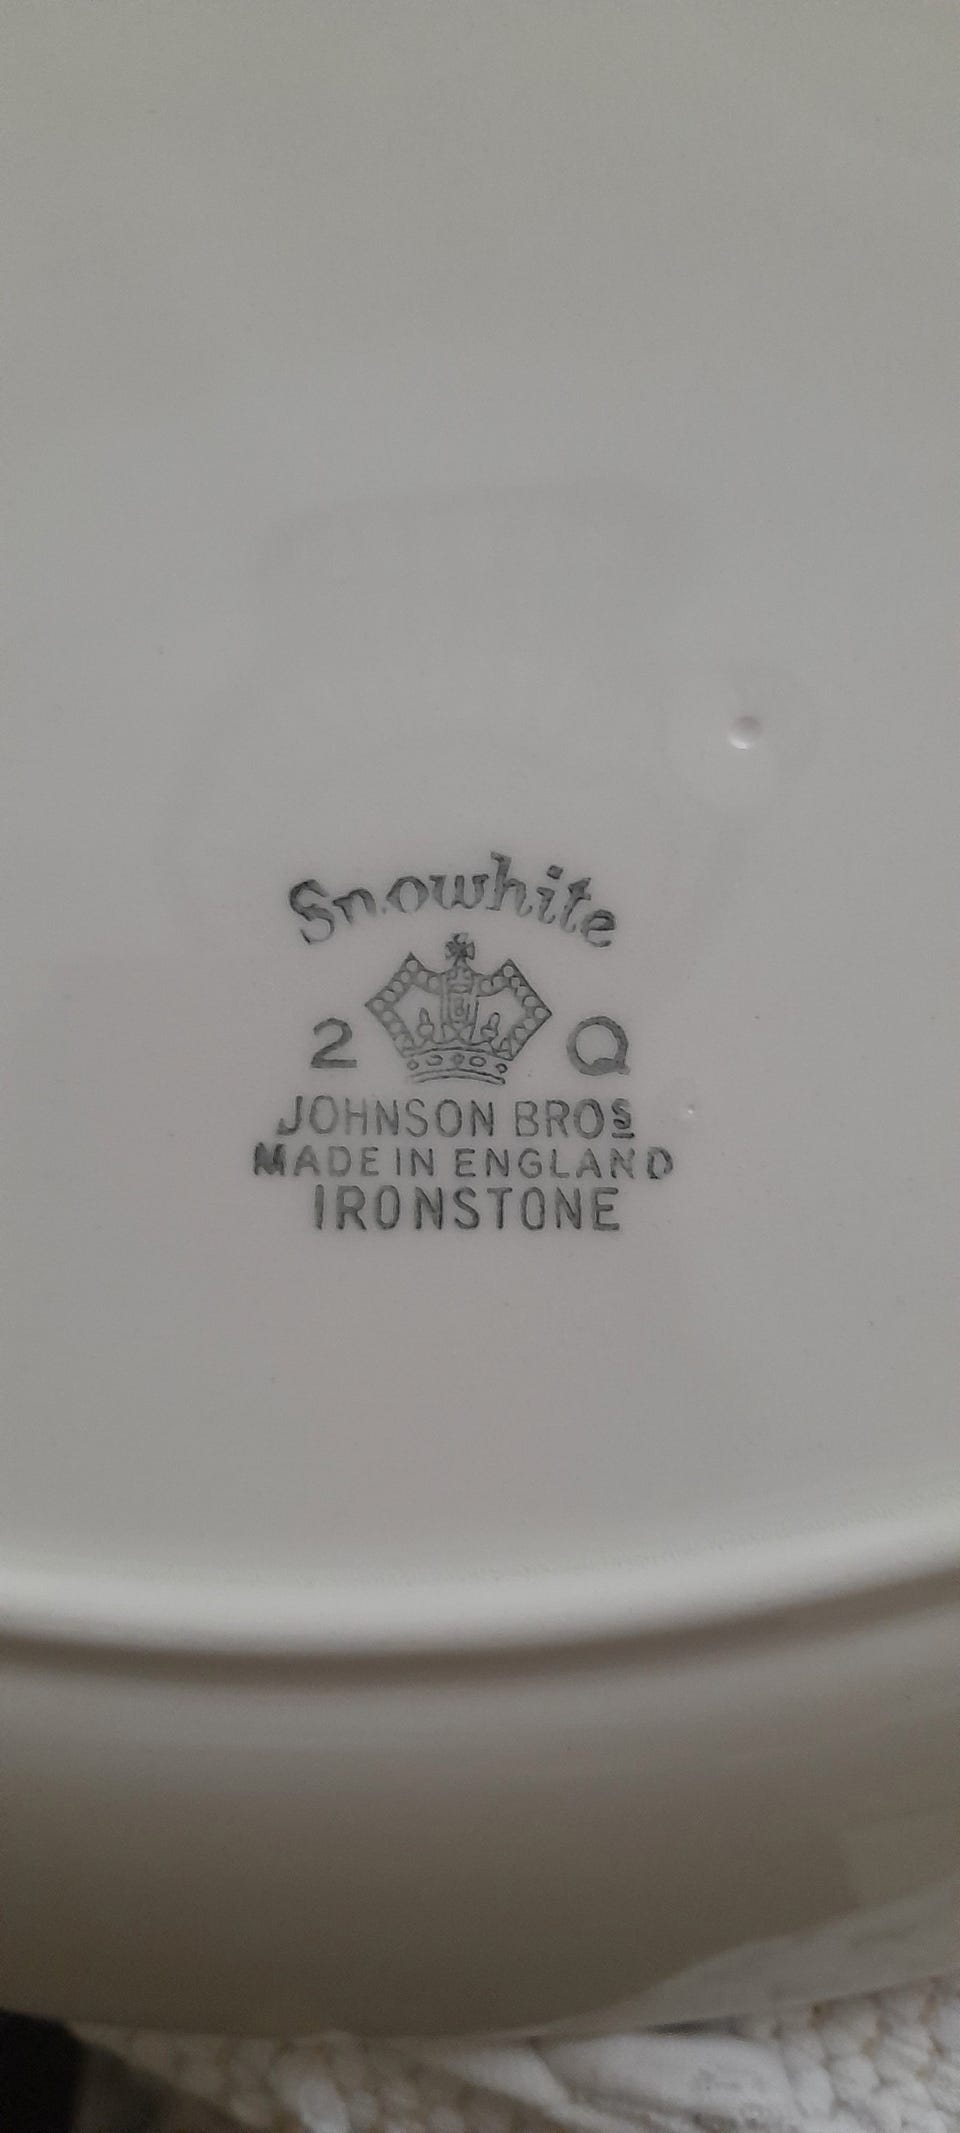 Snowhite
2 Q
JOHNSON BROS
MADE IN ENGLAND
IRONSTONE